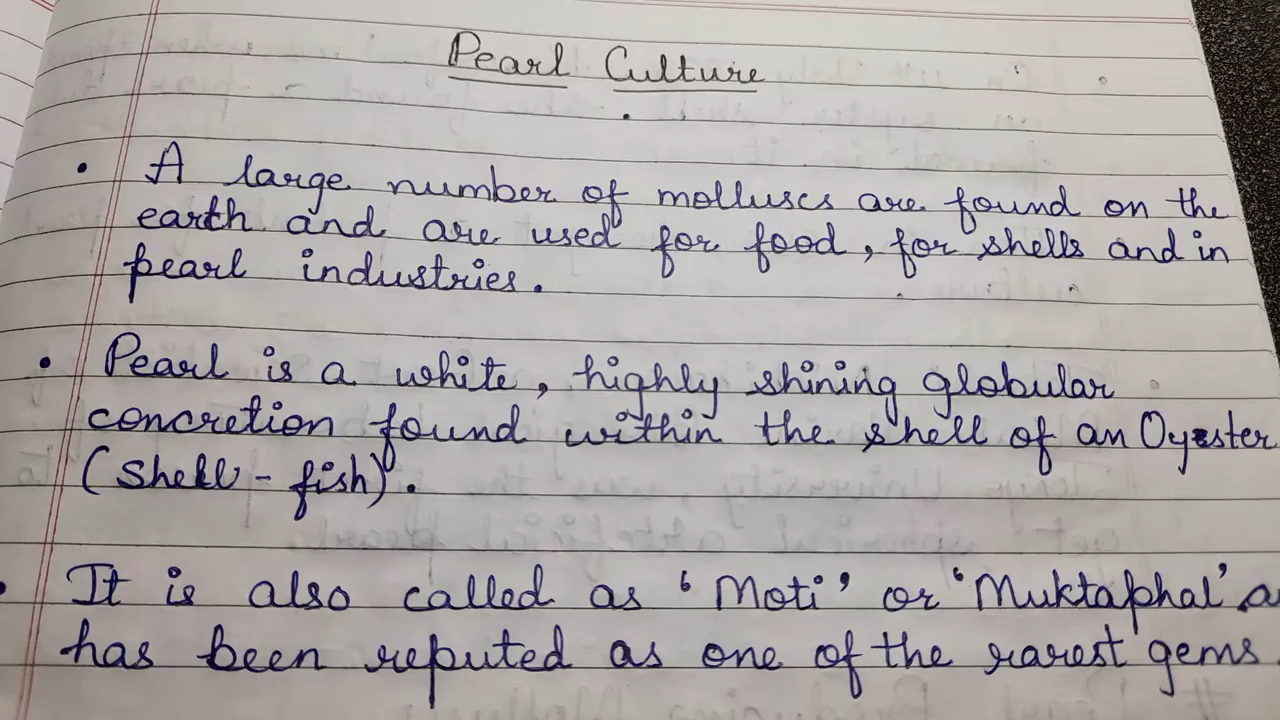 Pearl Culture
• A large number of molluscs are found on the
earth and are used for food, for shells and in
pearl industries.
• Pearl is a white, highly shining globular
concretion found within the shell of an Oyester
(Shell - fish).
• It is also called as 'Moti' or 'Muktaphal'
has been reputed as one of the rarest gems.